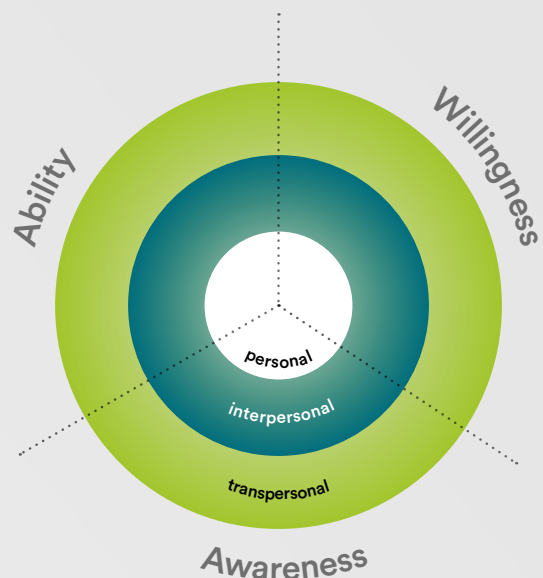 Ability
Willingness
personal
interpersonal
transpersonal
Awareness